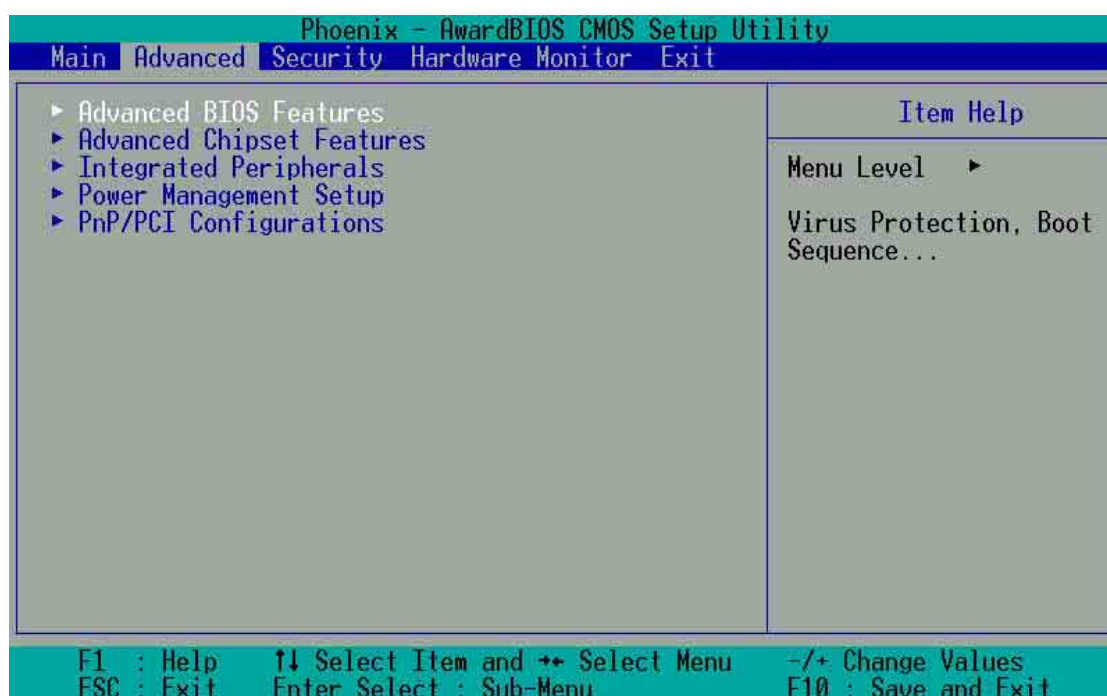 Phoenix - AwardBIOS CMOS Setup Utility
Main Advanced Security Hardware Monitor Exit
▶ Advanced BIOS Features
▶ Advanced Chipset Features
▶ Integrated Peripherals
▶ Power Management Setup
▶ PnP/PCI Configurations
Item Help
Menu Level ▶
Virus Protection, Boot
Sequence...
F1 : Help ↑↓ Select Item and →← Select Menu -/+ Change Values
ESC : Exit Enter Select : Sub-Menu F10 : Save and Exit